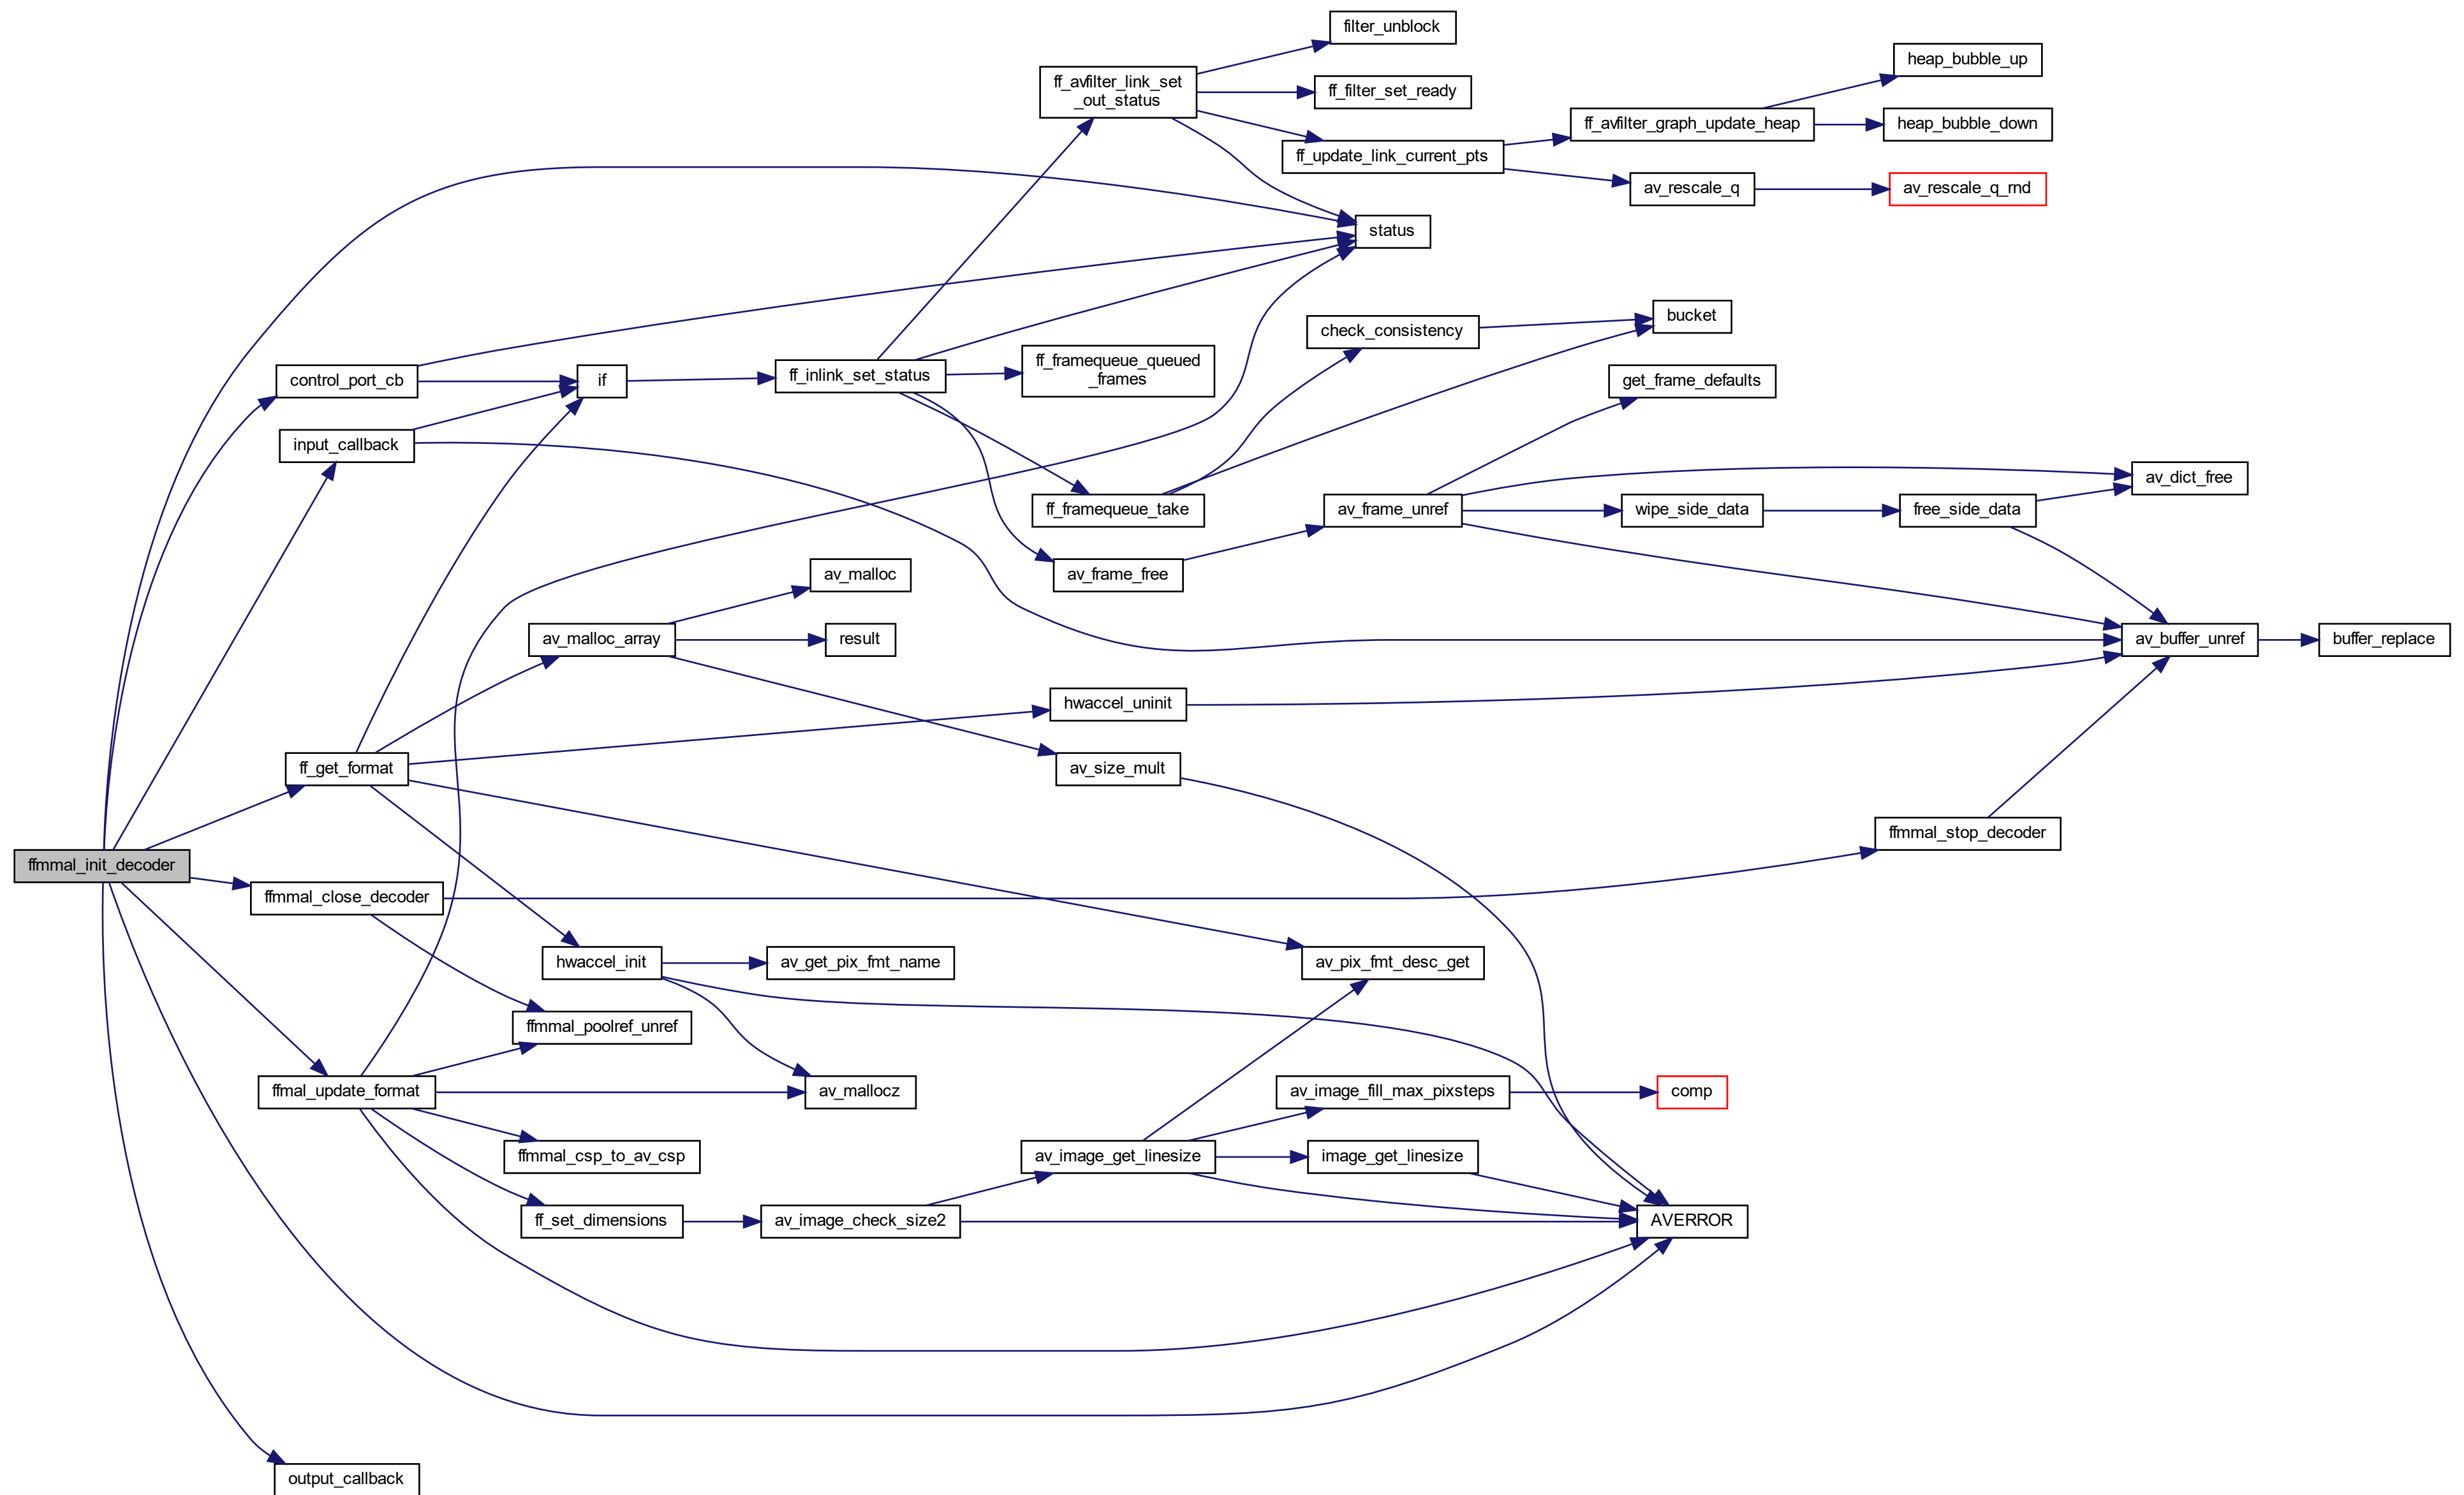 filter_unblock
heap_bubble_up
ff_avfilter_link_set
_out_status
ff_filter_set_ready
ff_avfilter_graph_update_heap
heap_bubble_down
ff_update_link_current_pts
av_rescale_q
av_rescale_q_rnd
status
bucket
check_consistency
ff_framequeue_queued
_frames
control_port_cb
if
ff_inlink_set_status
get_frame_defaults
input_callback
av_dict_free
ff_framequeue_take
av_frame_unref
wipe_side_data
free_side_data
av_malloc
av_frame_free
av_malloc_array
result
av_buffer_unref
buffer_replace
hwaccel_uninit
ff_get_format
av_size_mult
ffmmal_stop_decoder
ffmmal_init_decoder
ffmmal_close_decoder
hwaccel_init
av_get_pix_fmt_name
av_pix_fmt_desc_get
ffmmal_poolref_unref
ffmal_update_format
av_mallocz
av_image_fill_max_pixsteps
comp
ffmmal_csp_to_av_csp
av_image_get_linesize
image_get_linesize
ff_set_dimensions
av_image_check_size2
AVERROR
output_callback